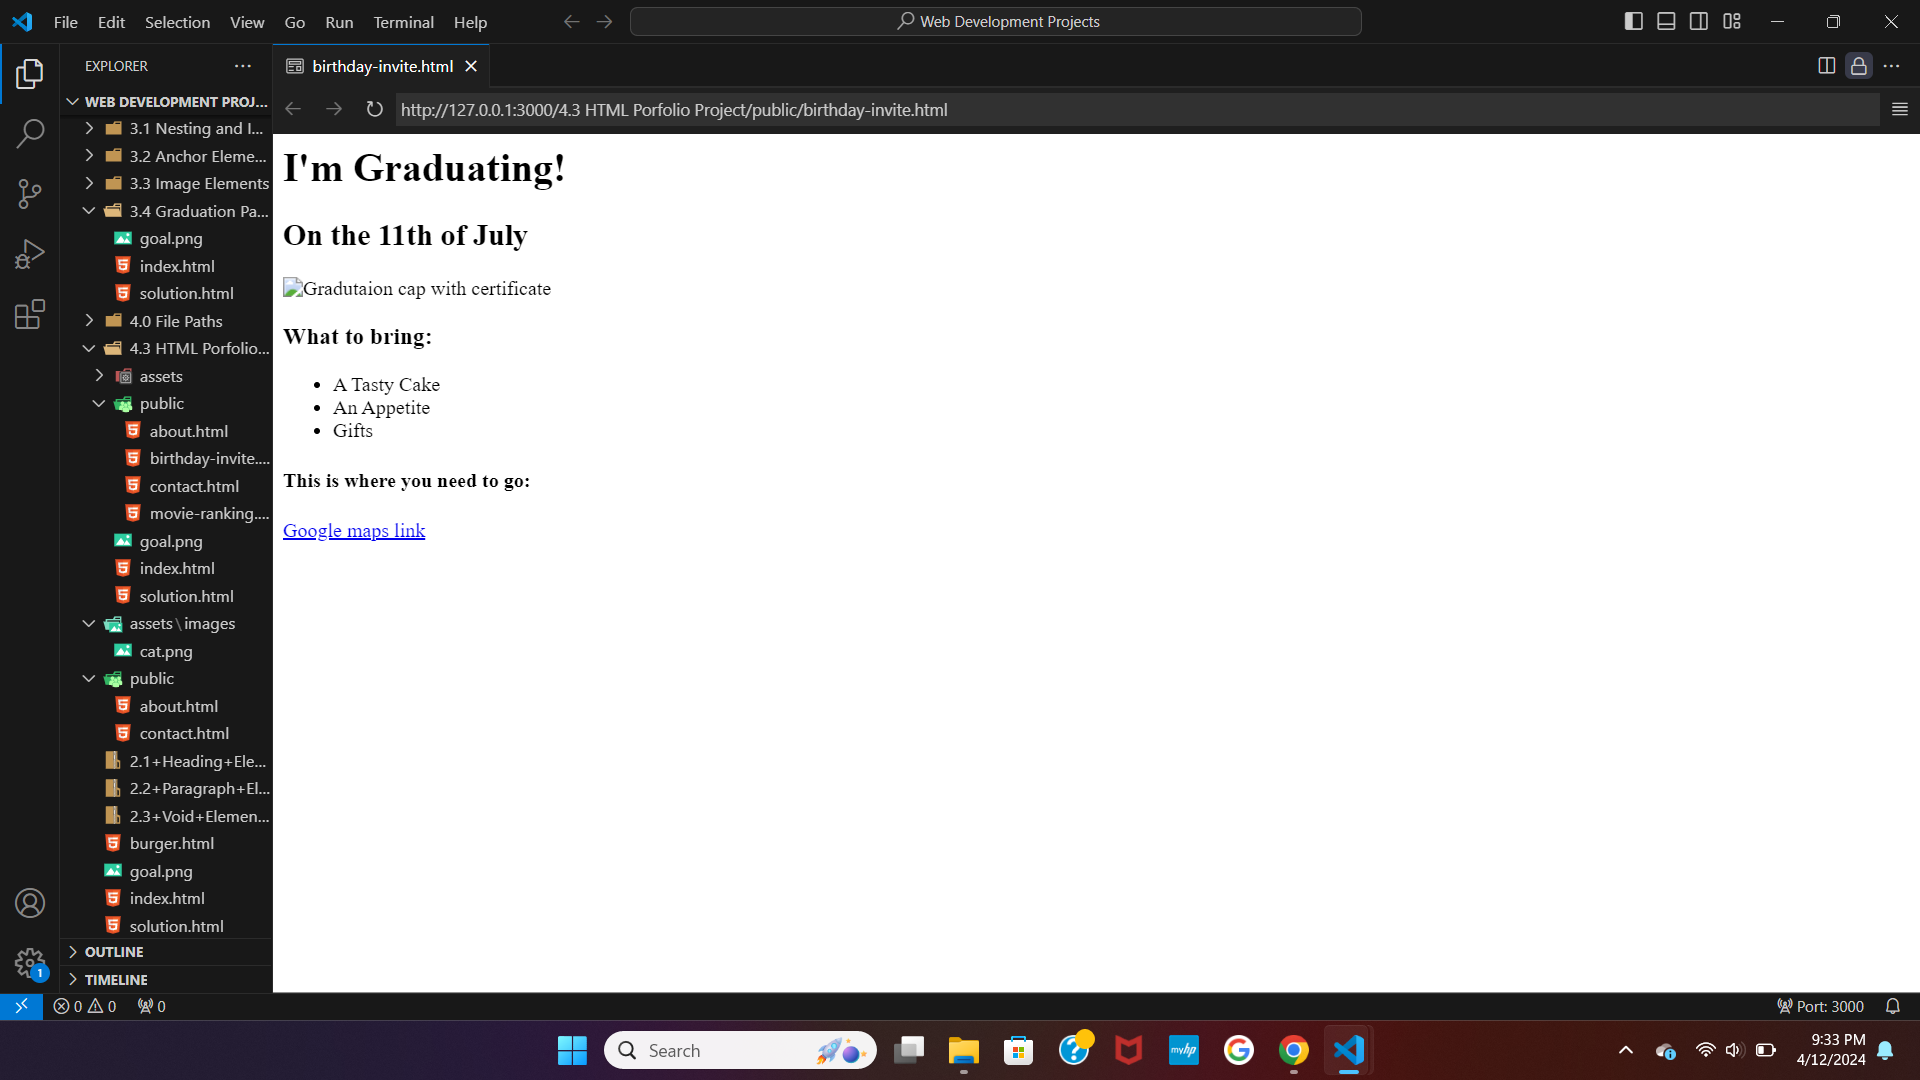 File Edit Selection View Go Run Terminal Help
Web Development Projects
EXPLORER
birthday-invite.html
WEB DEVELOPMENT PROJ...
http://127.0.0.1:3000/4.3 HTML Porfolio Project/public/birthday-invite.html
3.1 Nesting and I...
3.2 Anchor Eleme...
3.3 Image Elements
3.4 Graduation Pa...
goal.png
index.html
solution.html
4.0 File Paths
4.3 HTML Porfolio...
assets
public
about.html
birthday-invite....
contact.html
movie-ranking....
goal.png
index.html
solution.html
assets\images
cat.png
public
about.html
contact.html
2.1+Heading+Ele...
2.2+Paragraph+El...
2.3+Void+Elemen...
burger.html
goal.png
index.html
solution.html
OUTLINE
TIMELINE
1
I'm Graduating!
On the 11th of July
Gradutaion cap with certificate
What to bring:
• A Tasty Cake
• An Appetite
• Gifts
This is where you need to go:
Google maps link
0 0 0
Port: 3000
Search
myhp
9:33 PM
4/12/2024